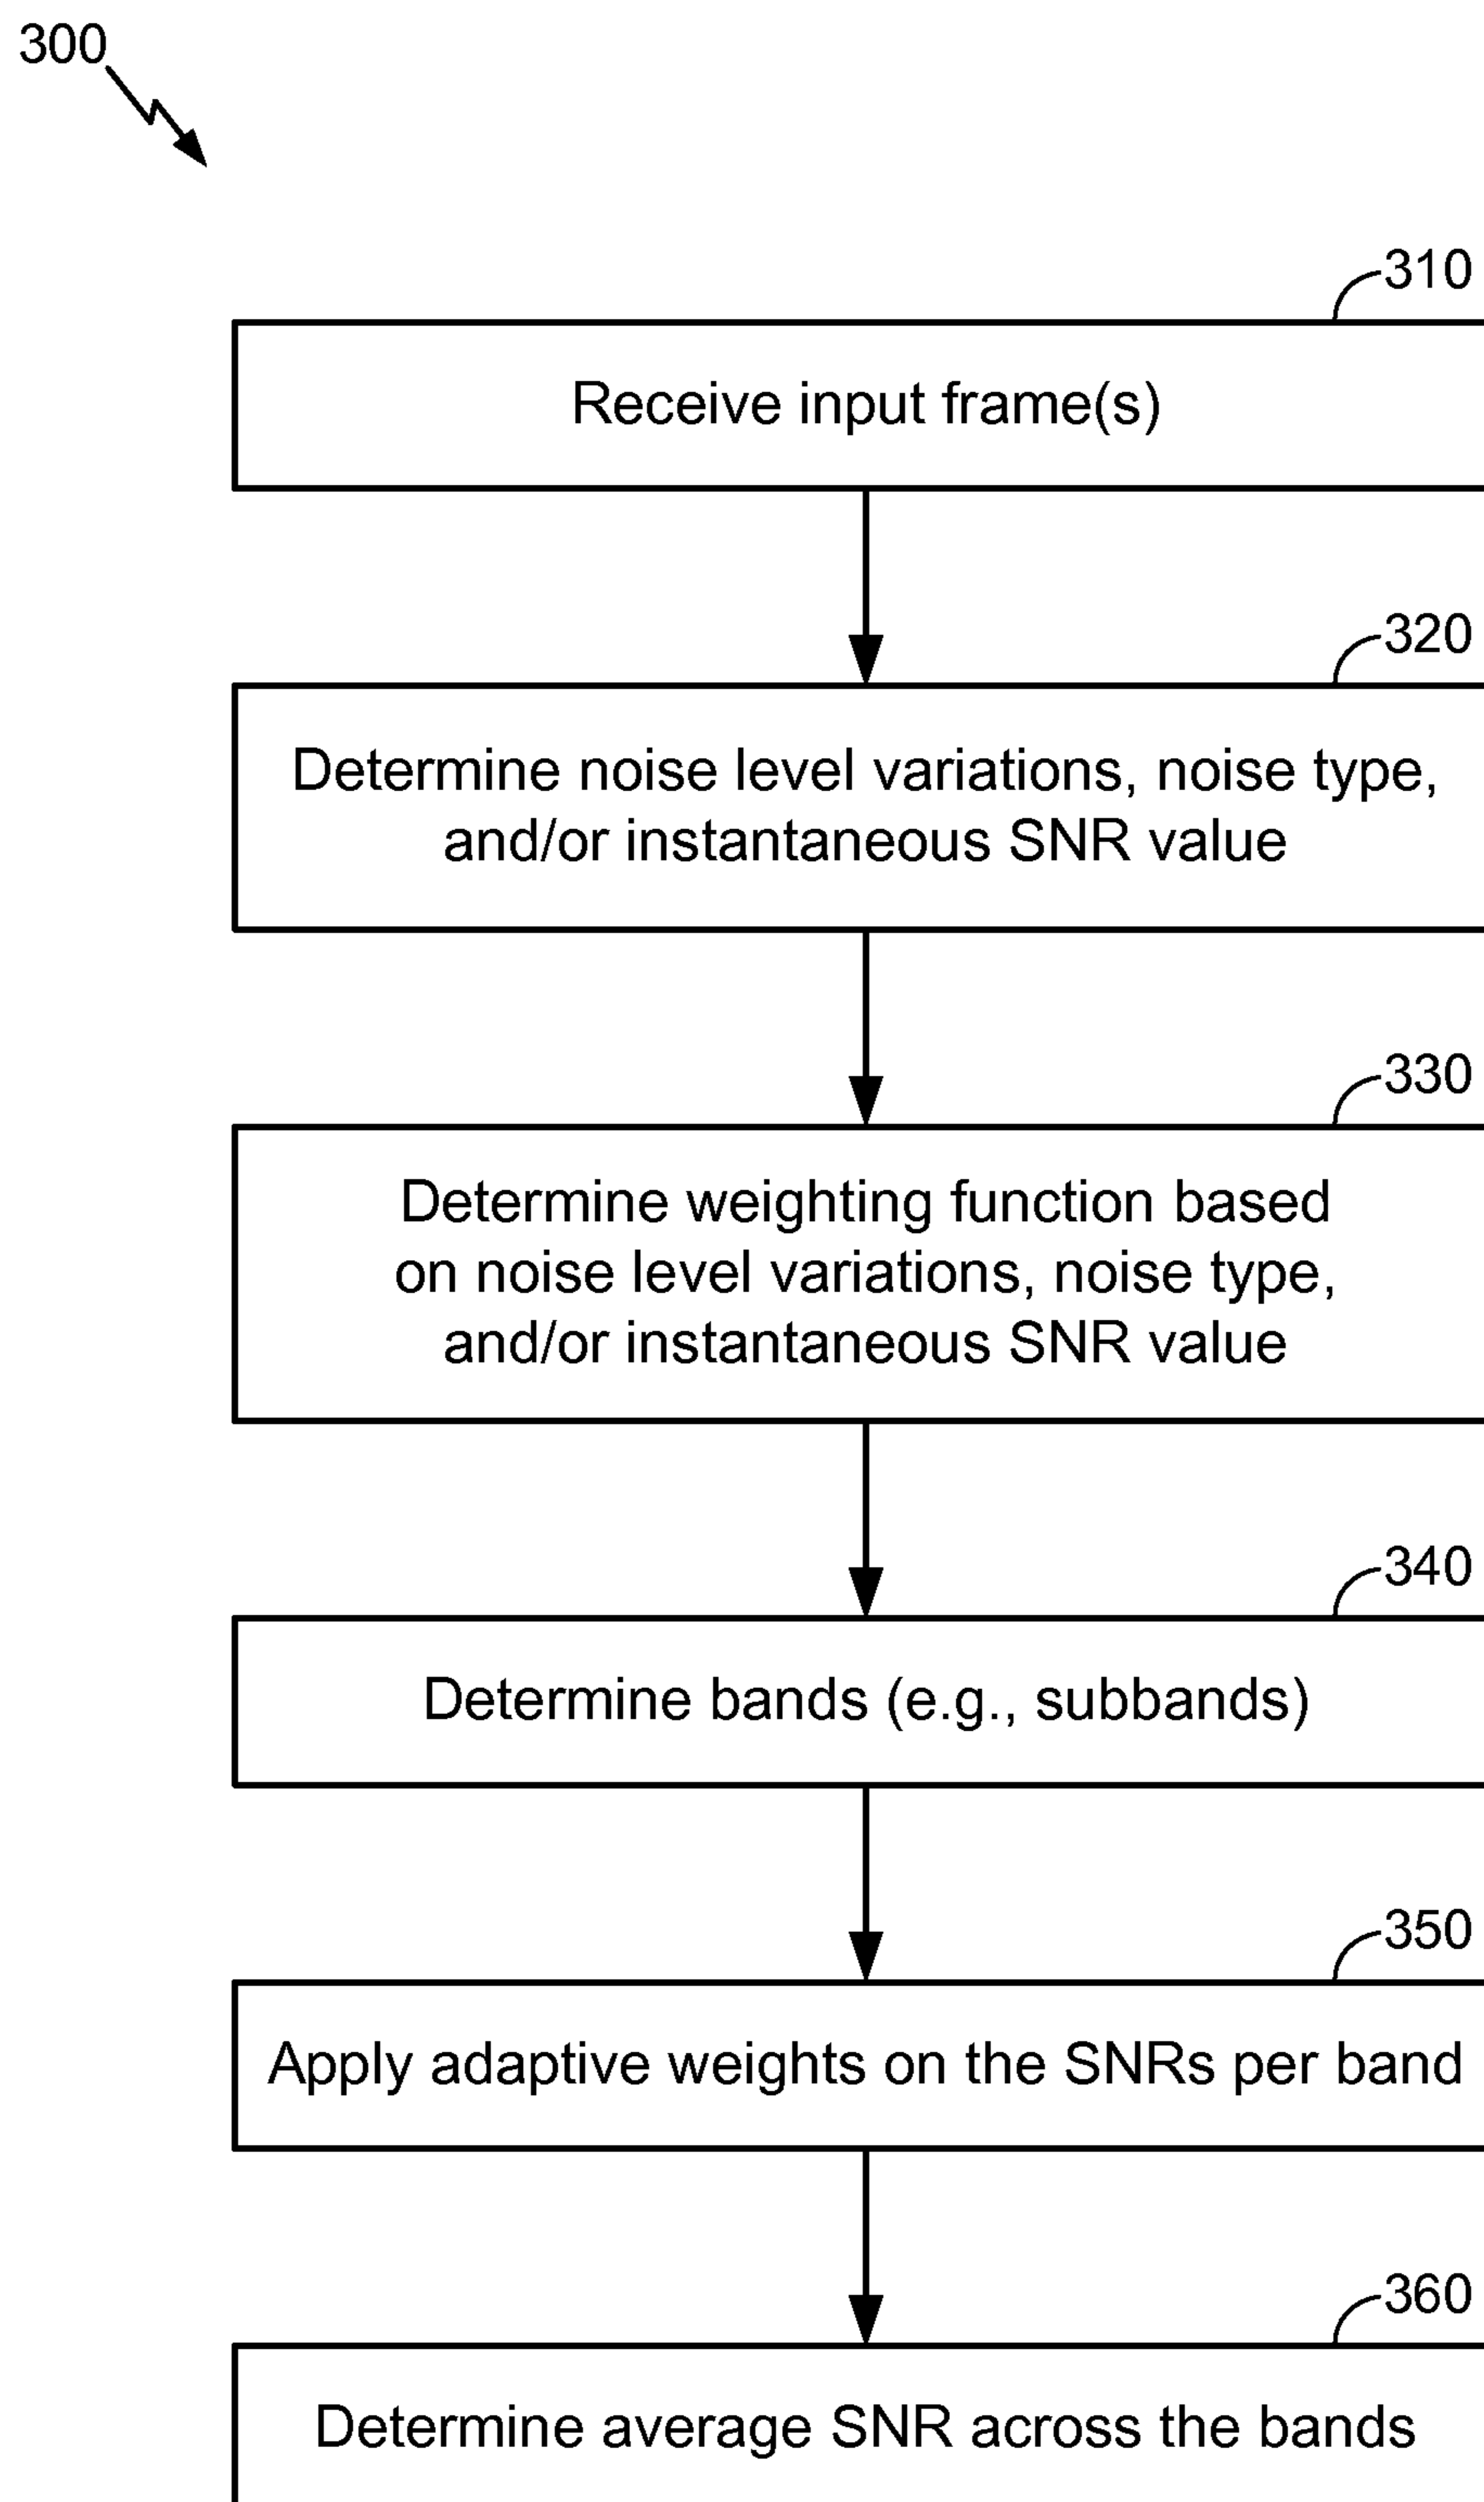 300
310
Receive input frame(s)
320
Determine noise level variations, noise type,
and/or instantaneous SNR value
330
Determine weighting function based
on noise level variations, noise type,
and/or instantaneous SNR value
340
Determine bands (e.g., subbands)
350
Apply adaptive weights on the SNRs per band
360
Determine average SNR across the bands